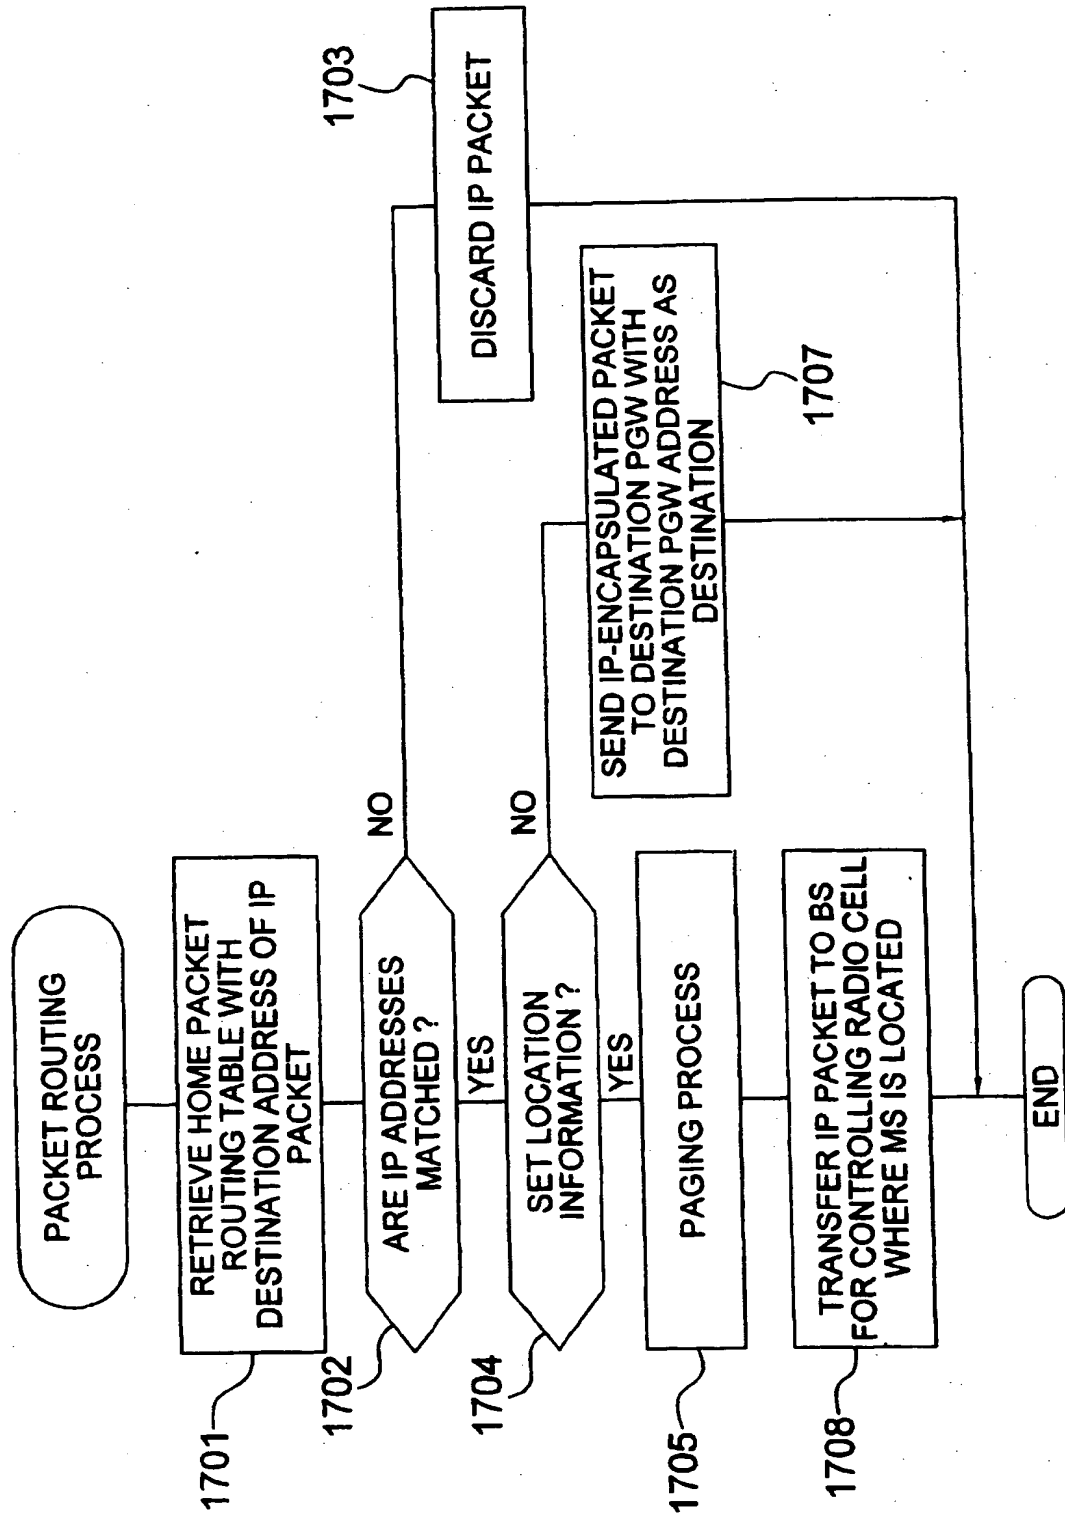 PACKET ROUTING
PROCESS
1701
RETRIEVE HOME PACKET
ROUTING TABLE WITH
DESTINATION ADDRESS OF IP
PACKET
1702
ARE IP ADDRESSES
MATCHED ?
NO
YES
1703
DISCARD IP PACKET
1704
SET LOCATION
INFORMATION ?
NO
YES
SEND IP-ENCAPSULATED PACKET
TO DESTINATION PGW WITH
DESTINATION PGW ADDRESS AS
DESTINATION
1707
1705
PAGING PROCESS
1708
TRANSFER IP PACKET TO BS
FOR CONTROLLING RADIO CELL
WHERE MS IS LOCATED
END